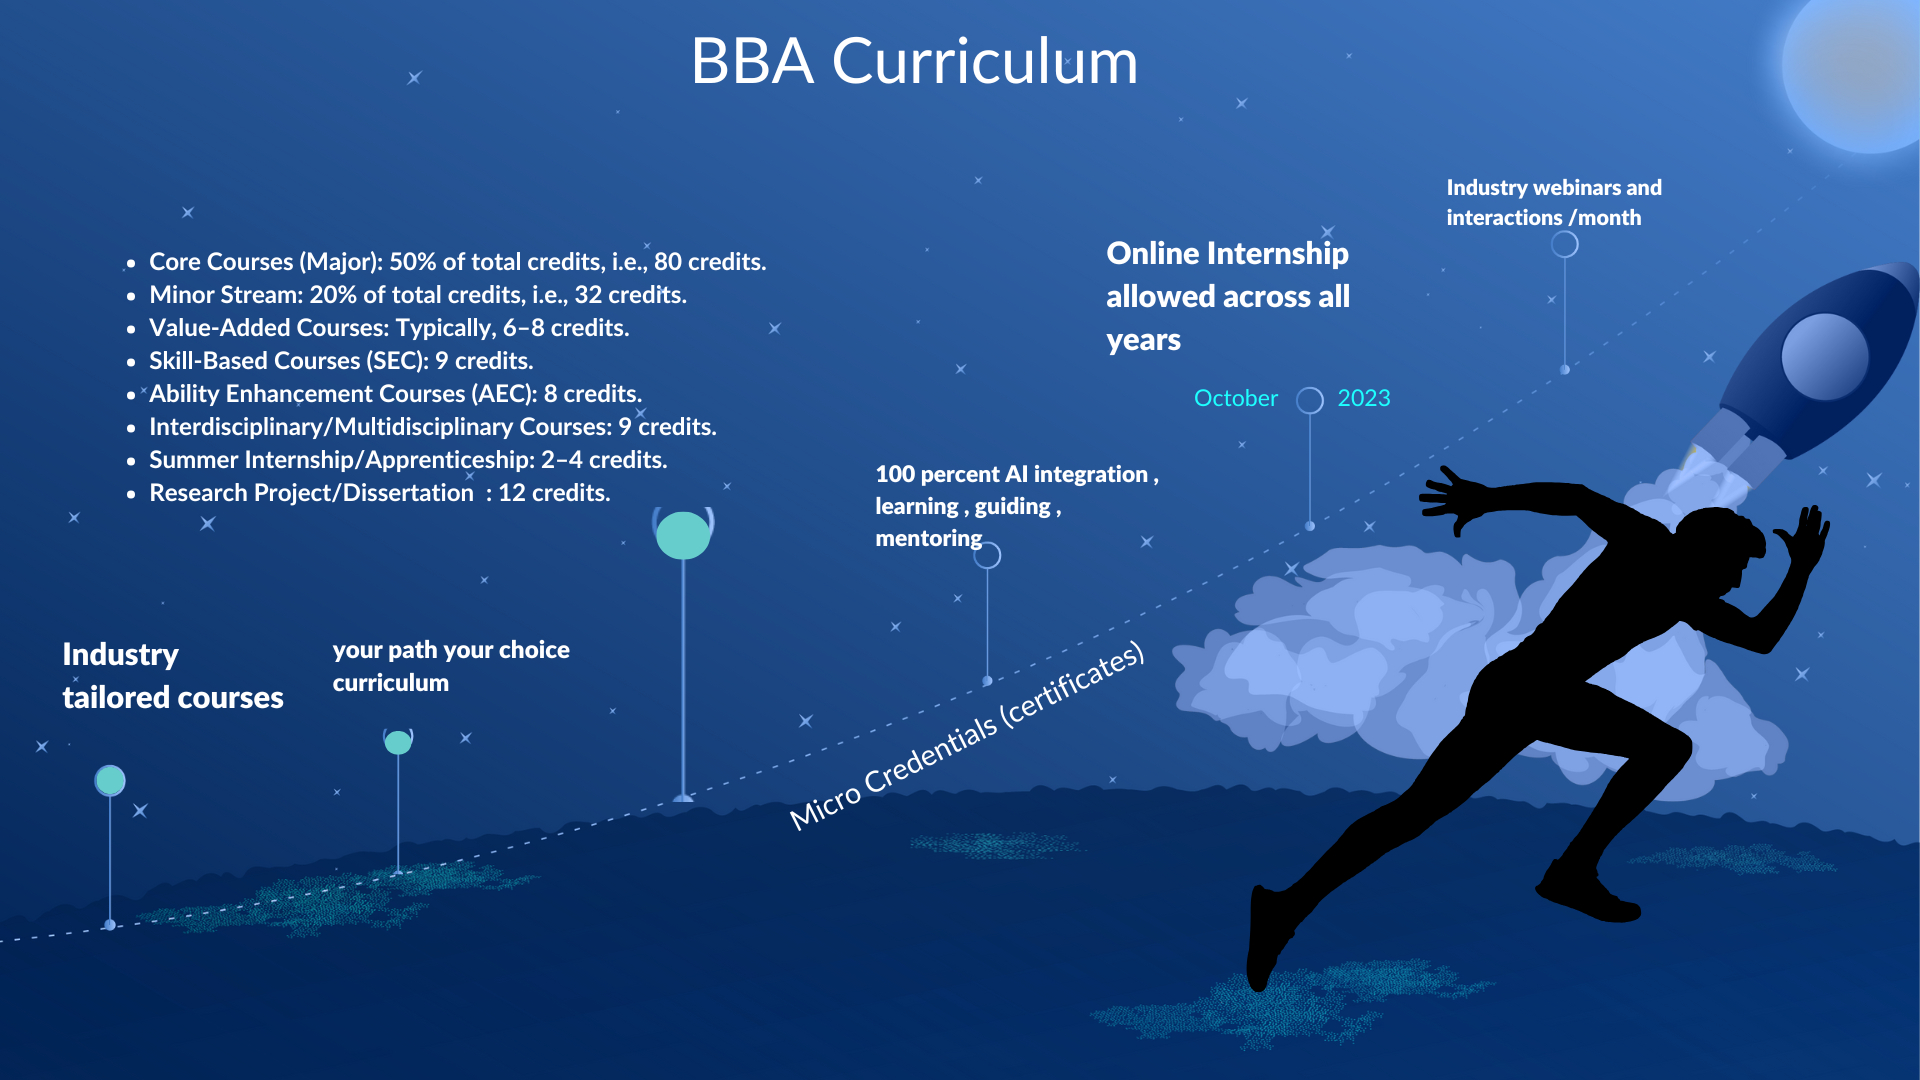 BBA Curriculum
• Core Courses (Major): 50% of total credits, i.e., 80 credits.
• Minor Stream: 20% of total credits, i.e., 32 credits.
• Value-Added Courses: Typically, 6–8 credits.
• Skill-Based Courses (SEC): 9 credits.
• Ability Enhancement Courses (AEC): 8 credits.
• Interdisciplinary/Multidisciplinary Courses: 9 credits.
• Summer Internship/Apprenticeship: 2–4 credits.
• Research Project/Dissertation  : 12 credits.
Industry
tailored courses
your path your choice
curriculum
100 percent AI integration ,
learning , guiding ,
mentoring
Micro Credentials (certificates)
Online Internship
allowed across all
years
October 2023
Industry webinars and
interactions /month